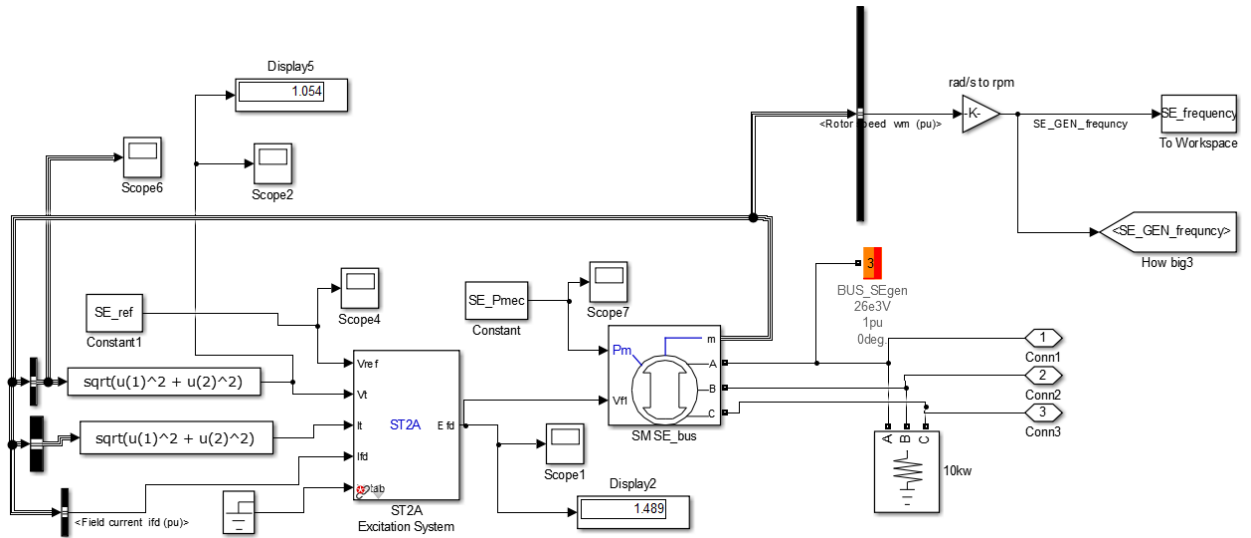 Display5
1.054
rad/s to rpm
-K-
<Rotor speed wm (pu)>
SE_GEN_frequncy
SE_frequency
To Workspace
Scope6
Scope2
<SE_GEN_frequncy>
How big3
3
BUS_SEgen
26e3V
1pu
0deg.
SE_ref
Constant1
Scope4
SE_Pmec
Constant
Scope7
Pm
m
A
B
C
Vf1
SM SE_bus
1
Conn1
2
Conn2
3
Conn3
Vref
Vt
It
Ifd
ST2A
E fd
sqrt(u(1)^2 + u(2)^2)
sqrt(u(1)^2 + u(2)^2)
A B C
10kw
Scope1
Display2
1.489
<Field current ifd (pu)>
ST2A
Excitation System